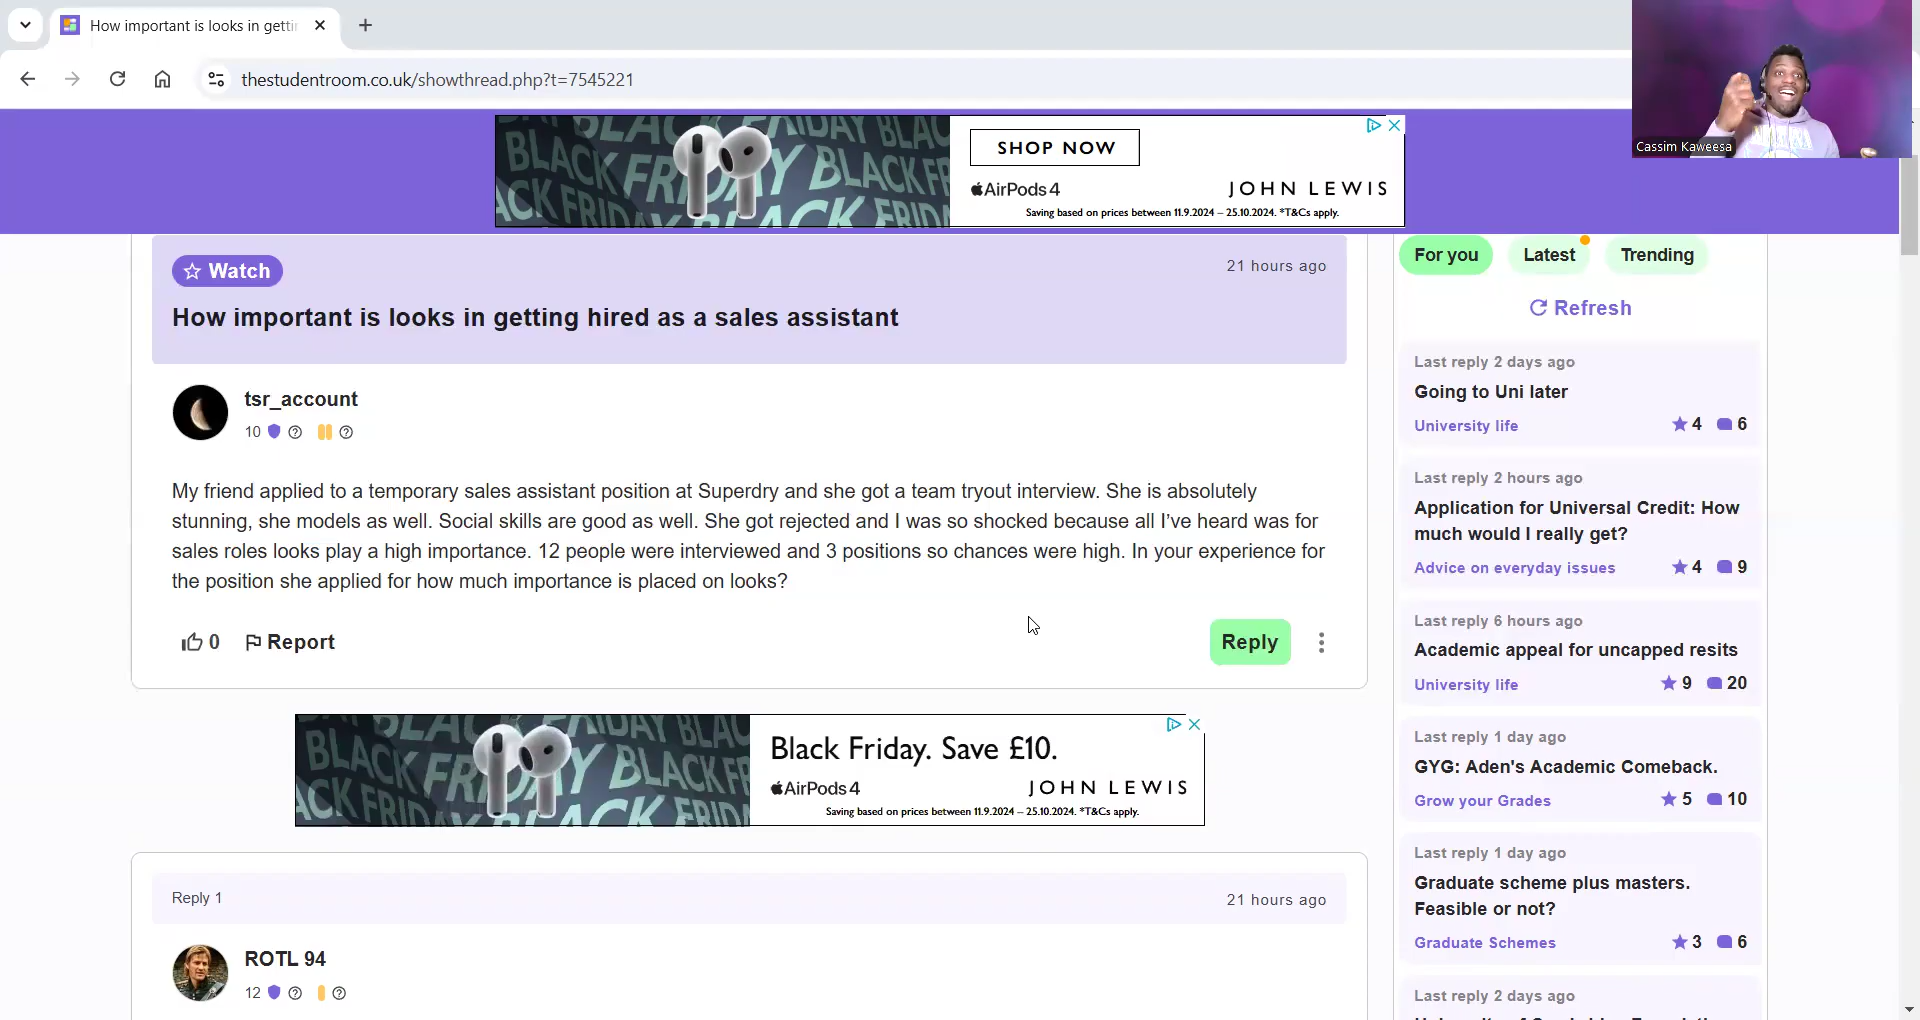 How important is looks in gettin
thestudentroom.co.uk/showthread.php?t=7545221
Cassim Kaweesa
BLACK FRIDAY
SHOP NOW
AirPods 4
JOHN LEWIS
Saving based on prices between 11.9.2024 – 25.10.2024. *T&Cs apply.
Watch
21 hours ago
How important is looks in getting hired as a sales assistant
tsr_account
10
My friend applied to a temporary sales assistant position at Superdry and she got a team tryout interview. She is absolutely
stunning, she models as well. Social skills are good as well. She got rejected and I was so shocked because all I've heard was for
sales roles looks play a high importance. 12 people were interviewed and 3 positions so chances were high. In your experience for
the position she applied for how much importance is placed on looks?
0
Report
Reply
BLACK FRIDAY
Black Friday. Save £10.
AirPods 4
JOHN LEWIS
Saving based on prices between 11.9.2024 – 25.10.2024. *T&Cs apply.
Reply 1
21 hours ago
ROTL 94
12
For you
Latest
Trending
Refresh
Last reply 2 days ago
Going to Uni later
University life
4
6
Last reply 2 hours ago
Application for Universal Credit: How
much would I really get?
Advice on everyday issues
4
9
Last reply 6 hours ago
Academic appeal for uncapped resits
University life
9
20
Last reply 1 day ago
GYG: Aden's Academic Comeback.
Grow your Grades
5
10
Last reply 1 day ago
Graduate scheme plus masters.
Feasible or not?
Graduate Schemes
3
6
Last reply 2 days ago